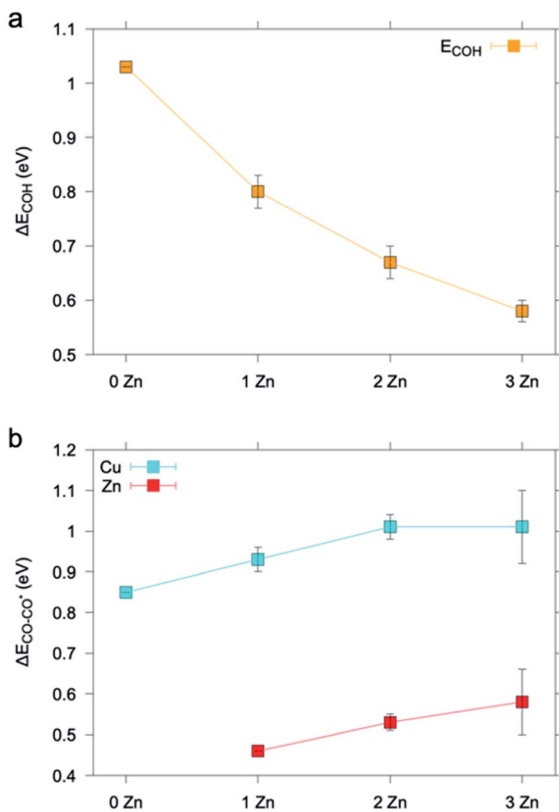 a
1.1
E_COH
1
0.9
0.8
0.7
0.6
0.5
ΔE_COH (eV)
0 Zn 1 Zn 2 Zn 3 Zn
b
1.2
Cu
Zn
1.1
1
0.9
0.8
0.7
0.6
0.5
0.4
ΔE_CO-CO* (eV)
0 Zn 1 Zn 2 Zn 3 Zn